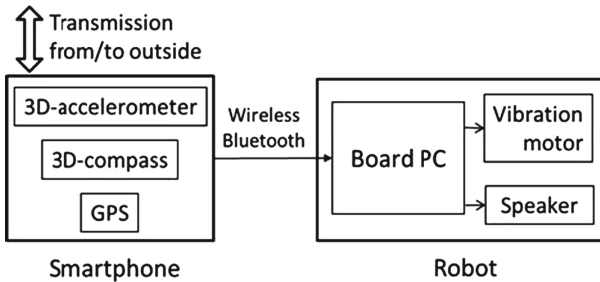 Transmission
from/to outside
3D-accelerometer
3D-compass
GPS
Smartphone
Wireless
Bluetooth
Board PC
Vibration
motor
Speaker
Robot